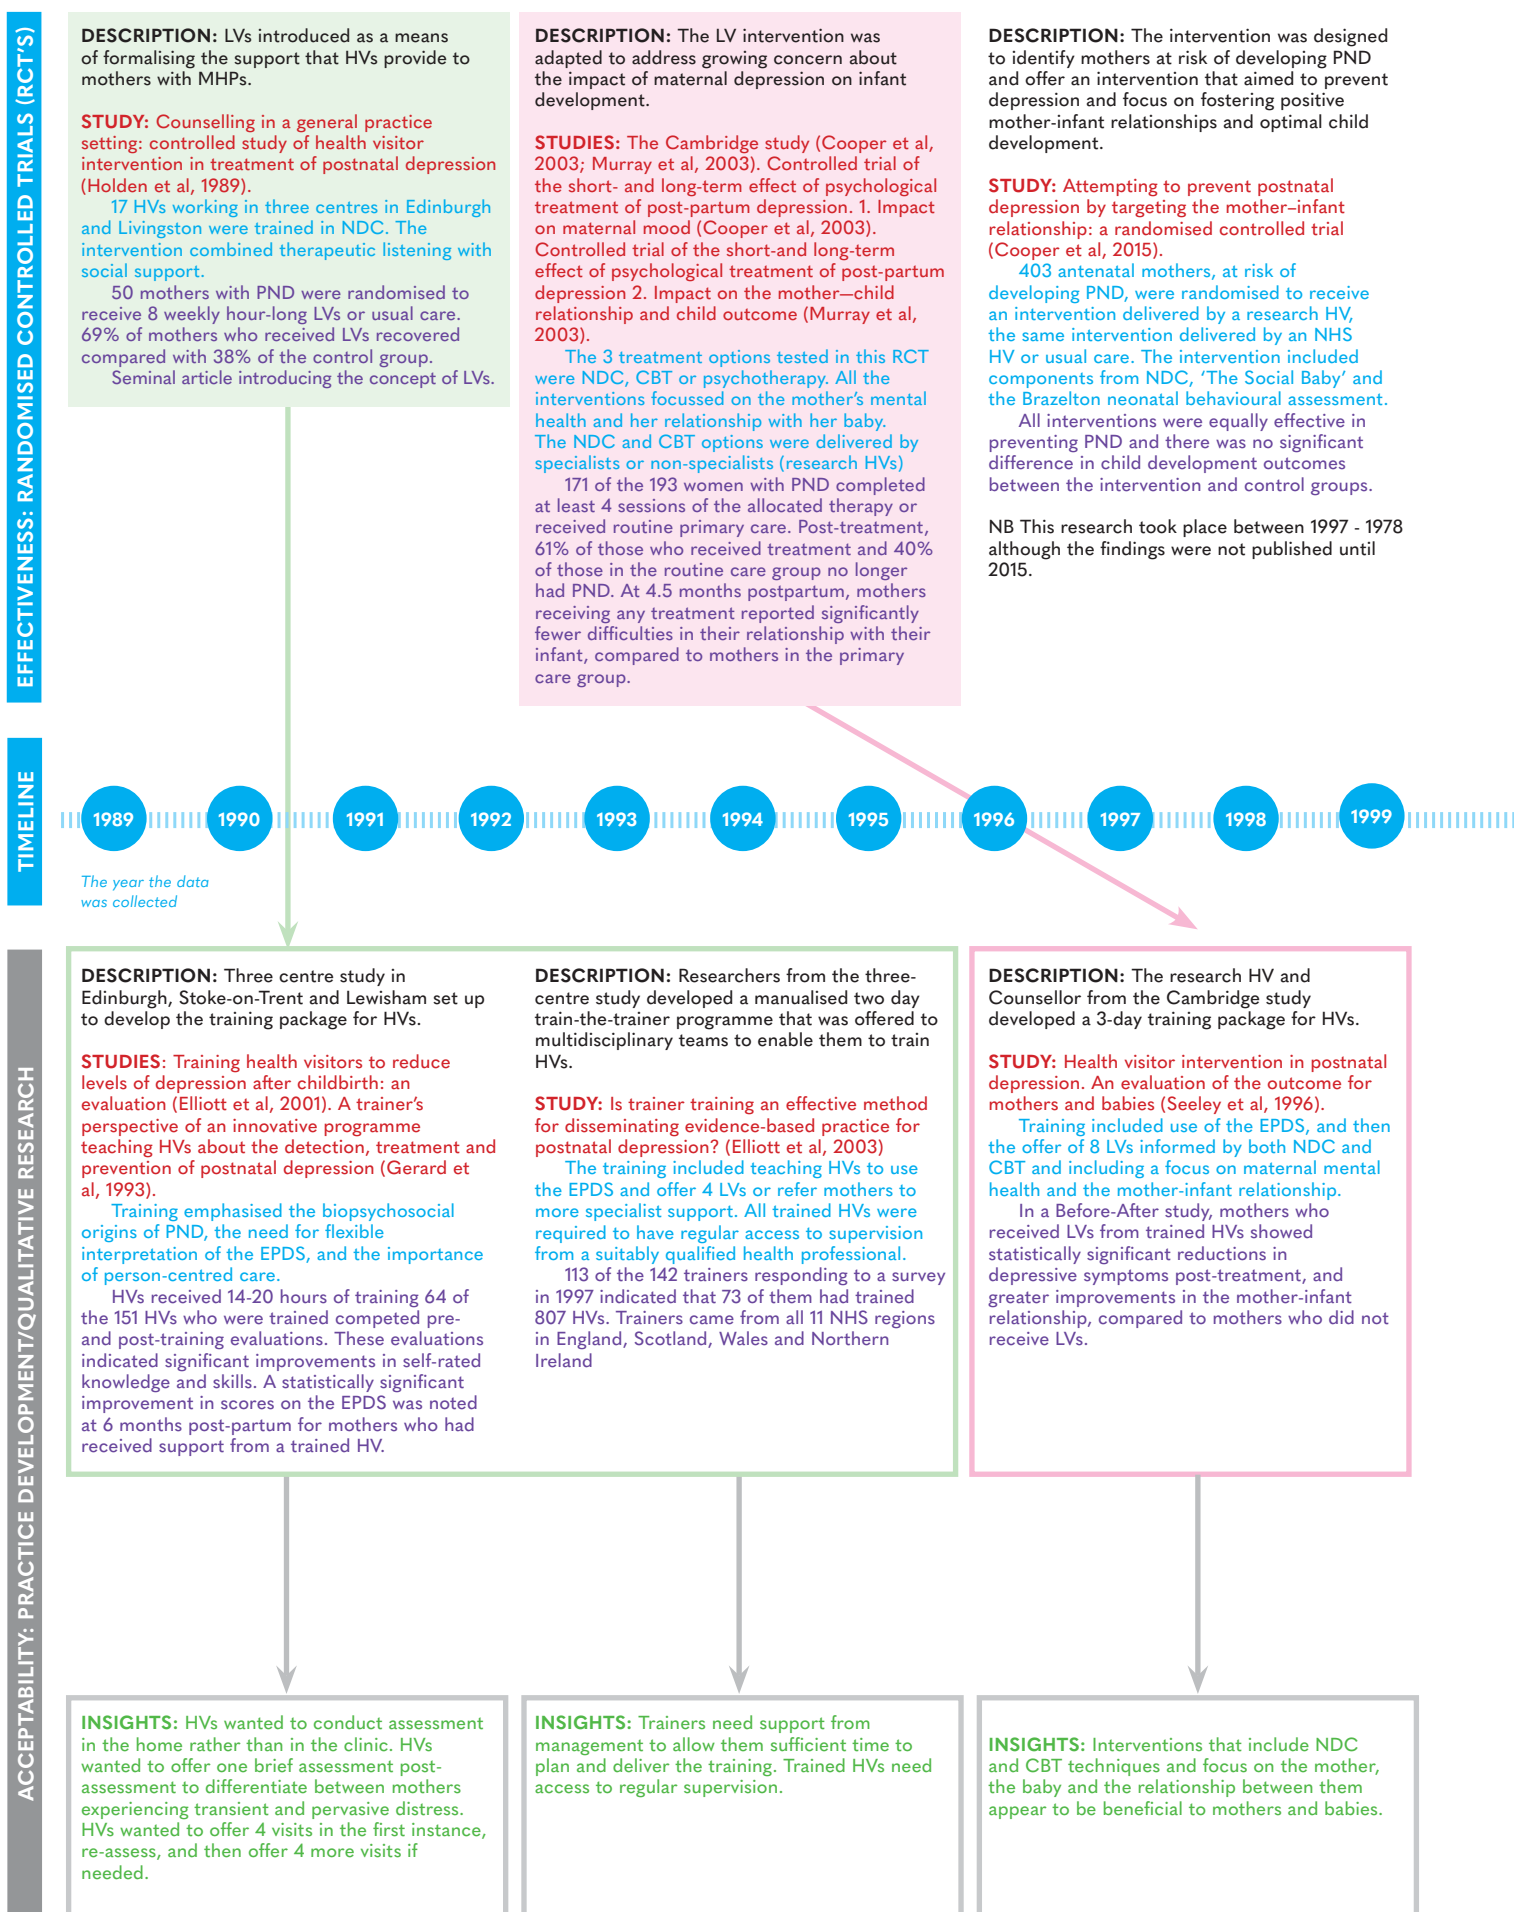 EFFECTIVENESS: RANDOMISED CONTROLLED TRIALS (RCT'S)
DESCRIPTION: LVs introduced as a means
of formalising the support that HVs provide to
mothers with MHPs.
STUDY: Counselling in a general practice
setting: controlled study of health visitor
intervention in treatment of postnatal depression
(Holden et al, 1989).
17 HVs working in three centres in Edinburgh
and Livingston were trained in NDC. The
intervention combined therapeutic listening with
social support.
50 mothers with PND were randomised to
receive 8 weekly hour-long LVs or usual care.
69% of mothers who received LVs recovered
compared with 38% of the control group.
Seminal article introducing the concept of LVs.
DESCRIPTION: The LV intervention was
adapted to address growing concern about
the impact of maternal depression on infant
development.
STUDIES: The Cambridge study (Cooper et al,
2003; Murray et al, 2003). Controlled trial of
the short- and long-term effect of psychological
treatment of post-partum depression. 1. Impact
on maternal mood (Cooper et al, 2003).
Controlled trial of the short-and long-term
effect of psychological treatment of post-partum
depression 2. Impact on the mother—child
relationship and child outcome (Murray et al,
2003).
The 3 treatment options tested in this RCT
were NDC, CBT or psychotherapy. All the
interventions focussed on the mother's mental
health and her relationship with her baby.
The NDC and CBT options were delivered by
specialists or non-specialists (research HVs)
171 of the 193 women with PND completed
at least 4 sessions of the allocated therapy or
received routine primary care. Post-treatment,
61% of those who received treatment and 40%
of those in the routine care group no longer
had PND. At 4.5 months postpartum, mothers
receiving any treatment reported significantly
fewer difficulties in their relationship with their
infant, compared to mothers in the primary
care group.
DESCRIPTION: The intervention was designed
to identify mothers at risk of developing PND
and offer an intervention that aimed to prevent
depression and focus on fostering positive
mother-infant relationships and optimal child
development.
STUDY: Attempting to prevent postnatal
depression by targeting the mother–infant
relationship: a randomised controlled trial
(Cooper et al, 2015).
403 antenatal mothers, at risk of
developing PND, were randomised to receive
an intervention delivered by a research HV,
the same intervention delivered by an NHS
HV or usual care. The intervention included
components from NDC, 'The Social Baby' and
the Brazelton neonatal behavioural assessment.
All interventions were equally effective in
preventing PND and there was no significant
difference in child development outcomes
between the intervention and control groups.
NB This research took place between 1997 - 1978
although the findings were not published until
2015.
TIMELINE
1989 1990 1991 1992 1993 1994 1995 1996 1997 1998 1999
The year the data
was collected
ACCEPTABILITY: PRACTICE DEVELOPMENT/QUALITATIVE RESEARCH
DESCRIPTION: Three centre study in
Edinburgh, Stoke-on-Trent and Lewisham set up
to develop the training package for HVs.
STUDIES: Training health visitors to reduce
levels of depression after childbirth: an
evaluation (Elliott et al, 2001). A trainer's
perspective of an innovative programme
teaching HVs about the detection, treatment and
prevention of postnatal depression (Gerard et
al, 1993).
Training emphasised the biopsychosocial
origins of PND, the need for flexible
interpretation of the EPDS, and the importance
of person-centred care.
HVs received 14-20 hours of training 64 of
the 151 HVs who were trained competed pre-
and post-training evaluations. These evaluations
indicated significant improvements in self-rated
knowledge and skills. A statistically significant
improvement in scores on the EPDS was noted
at 6 months post-partum for mothers who had
received support from a trained HV.
DESCRIPTION: Researchers from the three-
centre study developed a manualised two day
train-the-trainer programme that was offered to
multidisciplinary teams to enable them to train
HVs.
STUDY: Is trainer training an effective method
for disseminating evidence-based practice for
postnatal depression? (Elliott et al, 2003)
The training included teaching HVs to use
the EPDS and offer 4 LVs or refer mothers to
more specialist support. All trained HVs were
required to have regular access to supervision
from a suitably qualified health professional.
113 of the 142 trainers responding to a survey
in 1997 indicated that 73 of them had trained
807 HVs. Trainers came from all 11 NHS regions
in England, Scotland, Wales and Northern
Ireland
DESCRIPTION: The research HV and
Counsellor from the Cambridge study
developed a 3-day training package for HVs.
STUDY: Health visitor intervention in postnatal
depression. An evaluation of the outcome for
mothers and babies (Seeley et al, 1996).
Training included use of the EPDS, and then
the offer of 8 LVs informed by both NDC and
CBT and including a focus on maternal mental
health and the mother-infant relationship.
In a Before-After study, mothers who
received LVs from trained HVs showed
statistically significant reductions in
depressive symptoms post-treatment, and
greater improvements in the mother-infant
relationship, compared to mothers who did not
receive LVs.
INSIGHTS: HVs wanted to conduct assessment
in the home rather than in the clinic. HVs
wanted to offer one brief assessment post-
assessment to differentiate between mothers
experiencing transient and pervasive distress.
HVs wanted to offer 4 visits in the first instance,
re-assess, and then offer 4 more visits if
needed.
INSIGHTS: Trainers need support from
management to allow them sufficient time to
plan and deliver the training. Trained HVs need
access to regular supervision.
INSIGHTS: Interventions that include NDC
and CBT techniques and focus on the mother,
the baby and the relationship between them
appear to be beneficial to mothers and babies.